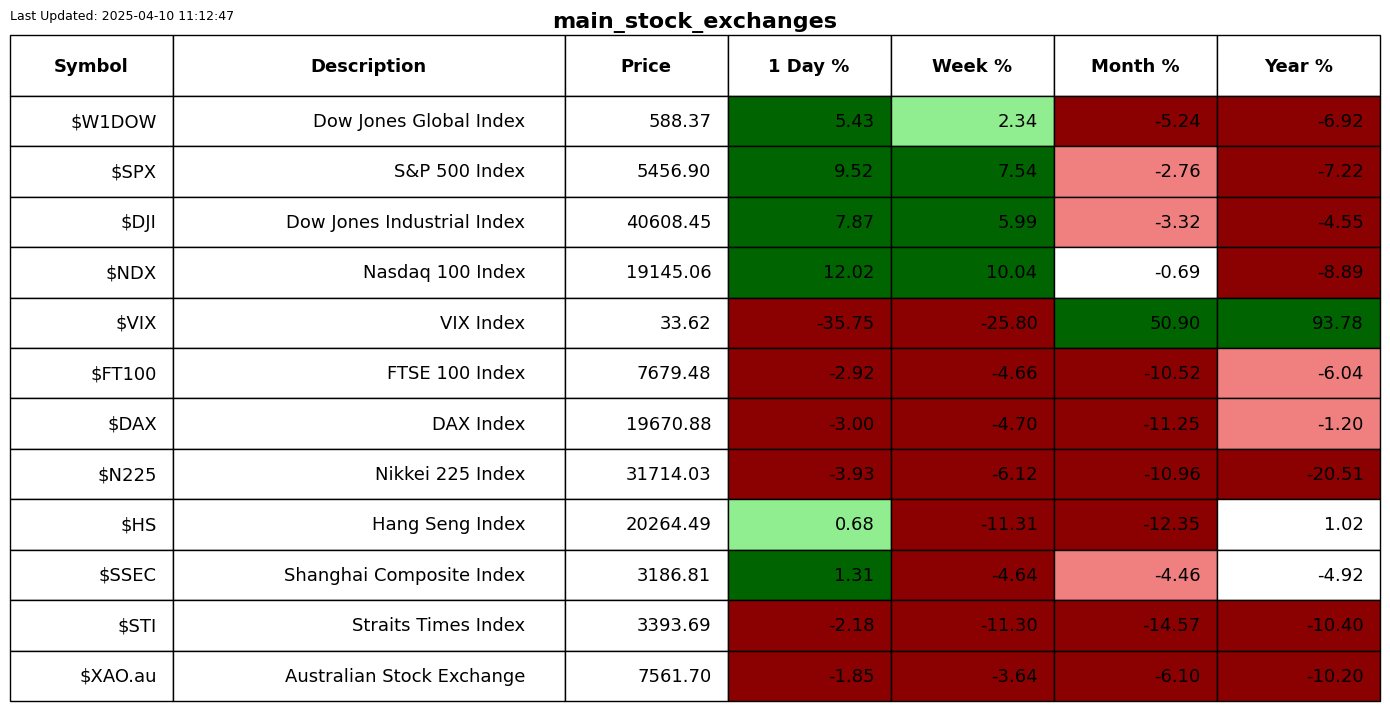 Last Updated: 2025-04-10 11:12:47
main_stock_exchanges
Symbol Description Price 1 Day % Week % Month % Year %
$W1DOW Dow Jones Global Index 588.37 5.43 2.34 -5.24 -6.92
$SPX S&P 500 Index 5456.90 9.52 7.54 -2.76 -7.22
$DJI Dow Jones Industrial Index 40608.45 7.87 5.99 -3.32 -4.55
$NDX Nasdaq 100 Index 19145.06 12.02 10.04 -0.69 -8.89
$VIX VIX Index 33.62 -35.75 -25.80 50.90 93.78
$FT100 FTSE 100 Index 7679.48 -2.92 -4.66 -10.52 -6.04
$DAX DAX Index 19670.88 -3.00 -4.70 -11.25 -1.20
$N225 Nikkei 225 Index 31714.03 -3.93 -6.12 -10.96 -20.51
$HS Hang Seng Index 20264.49 0.68 -11.31 -12.35 1.02
$SSEC Shanghai Composite Index 3186.81 1.31 -4.64 -4.46 -4.92
$STI Straits Times Index 3393.69 -2.18 -11.30 -14.57 -10.40
$XAO.au Australian Stock Exchange 7561.70 -1.85 -3.64 -6.10 -10.20